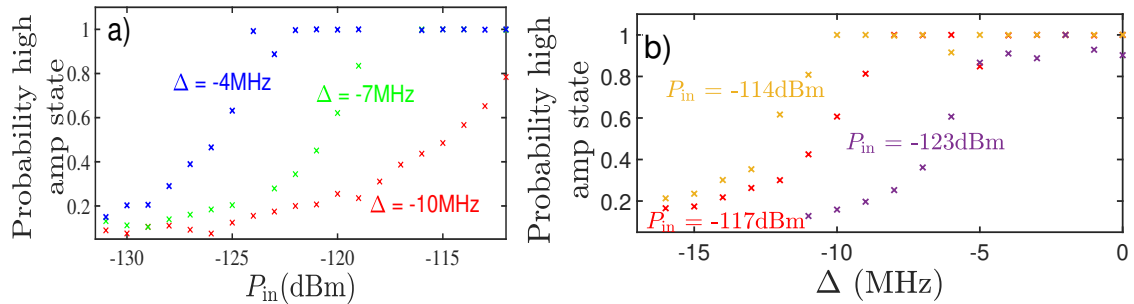 a)
Probability high
amp state
1
0.8
0.6
0.4
0.2
Δ = -4MHz
Δ = -7MHz
Δ = -10MHz
-130
-125
-120
-115
P_in(dBm)
b)
Probability high
amp state
1
0.8
0.6
0.4
0.2
P_in = -114dBm
P_in = -123dBm
P_in = -117dBm
-15
-10
-5
0
Δ (MHz)